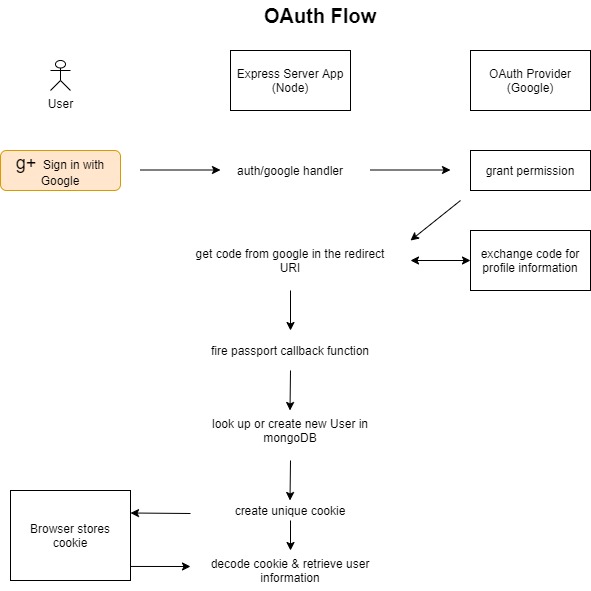 OAuth Flow
User
Express Server App
(Node)
OAuth Provider
(Google)
g+ Sign in with
Google
auth/google handler
grant permission
get code from google in the redirect
URI
exchange code for
profile information
fire passport callback function
look up or create new User in
mongoDB
create unique cookie
Browser stores
cookie
decode cookie & retrieve user
information